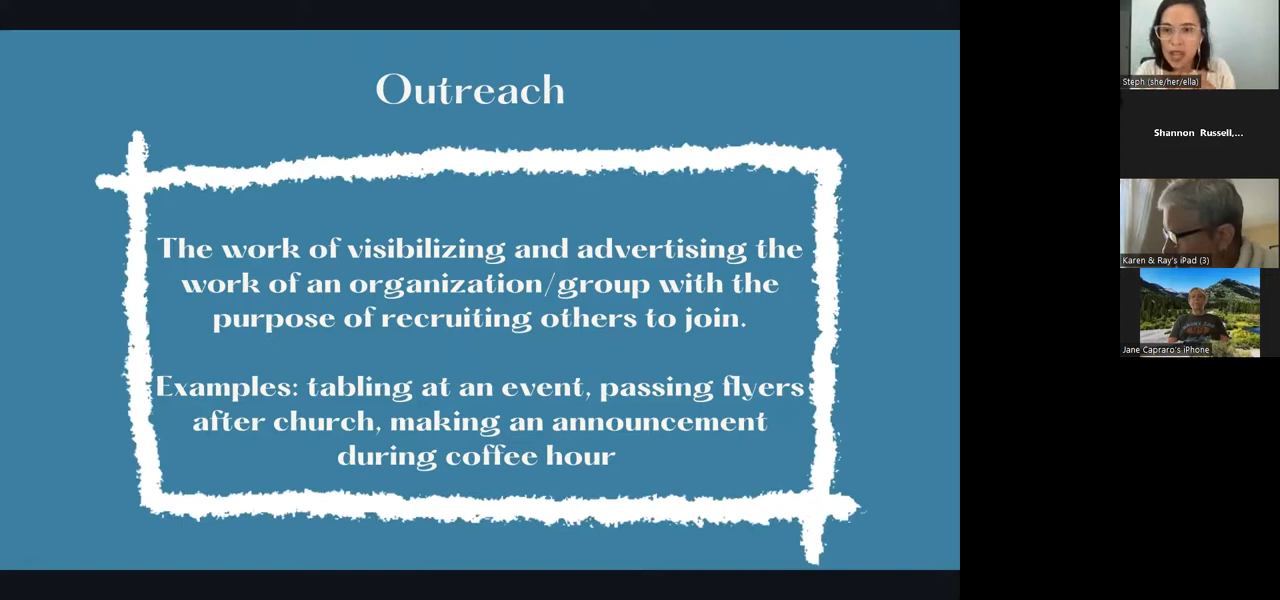 Outreach
The work of visibilizing and advertising the
work of an organization/group with the
purpose of recruiting others to join.
Examples: tabling at an event, passing flyers
after church, making an announcement
during coffee hour
Steph (she/her/ella)
Shannon Russell,...
Karen & Ray's iPad (3)
Jane Capraro's iPhone